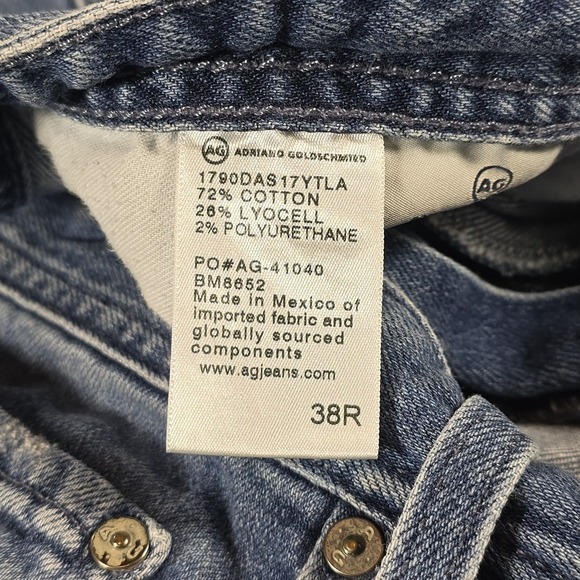 AG ADRIANO GOLDSCHMIED
1790DAS17YTLA
72% COTTON
26% LYOCELL
2% POLYURETHANE
PO#AG-41040
BM8652
Made in Mexico of
imported fabric and
globally sourced
components
www.agjeans.com
38R
AG